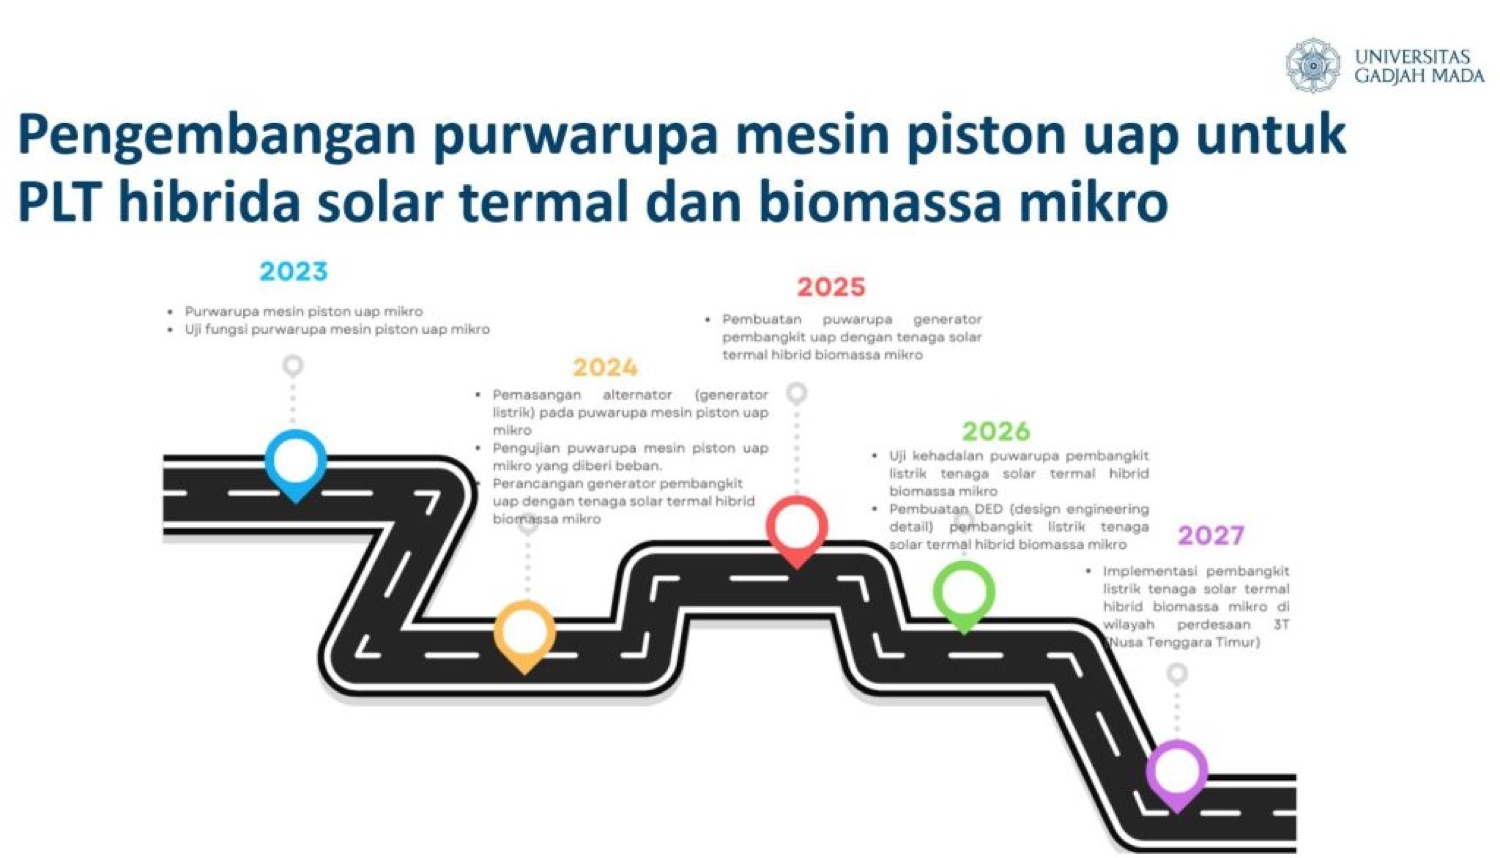 UNIVERSITAS
GADJAH MADA
Pengembangan purwarupa mesin piston uap untuk
PLT hibrida solar termal dan biomassa mikro
2023
• Purwarupa mesin piston uap mikro
• Uji fungsi purwarupa mesin piston uap mikro
2024
• Pemasangan alternator (generator
listrik) pada puwarupa mesin piston uap
mikro
• Pengujian puwarupa mesin piston uap
mikro yang diberi beban.
• Perancangan generator pembangkit
uap dengan tenaga solar termal hibrid
biomassa mikro
2025
• Pembuatan puwarupa generator
pembangkit uap dengan tenaga solar
termal hibrid biomassa mikro
2026
• Uji kehadalan puwarupa pembangkit
listrik tenaga solar termal hibrid
biomassa mikro
• Pembuatan DED (design engineering
detail) pembangkit listrik tenaga
solar termal hibrid biomassa mikro
2027
• Implementasi pembangkit
listrik tenaga solar termal
hibrid biomassa mikro di
wilayah perdesaan 3T
(Nusa Tenggara Timur)